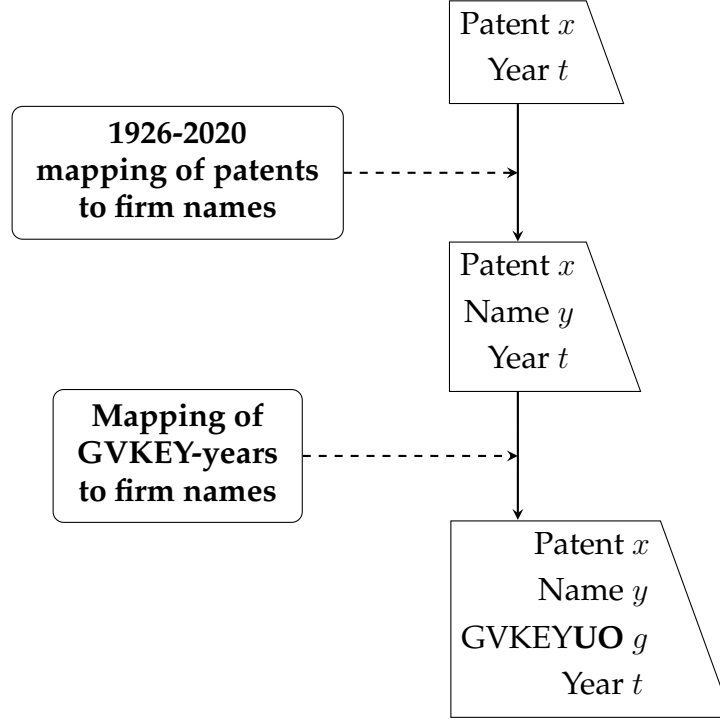 Patent x
Year t
1926-2020
mapping of patents
to firm names
Patent x
Name y
Year t
Mapping of
GVKEY-years
to firm names
Patent x
Name y
GVKEYUO g
Year t